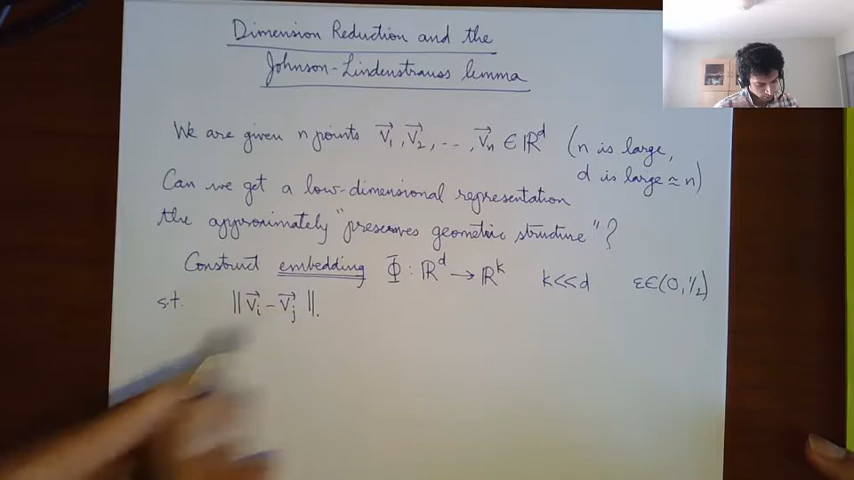 Dimension Reduction and the
Johnson-Lindenstrauss lemma
We are given n points v⃗₁, v⃗₂, ..., v⃗ₙ ∈ ℝᵈ (n is large,
d is large ≃ n)
Can we get a low-dimensional representation
the approximately "preserves geometric structure"?
Construct embedding Φ̄ : ℝᵈ → ℝᵏ k<<d ε∈(0,1/2)
s.t. ‖v⃗ᵢ - v⃗ⱼ‖.